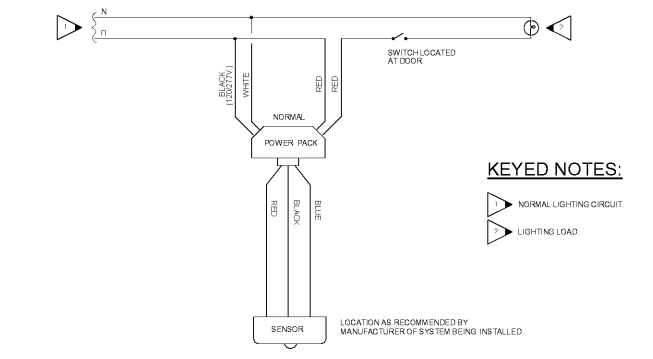 N
1
2
n
SWITCH LOCATED
AT DOOR
BLACK
(120/277V.)
WHITE
RED
RED
NORMAL
POWER PACK
KEYED NOTES:
1 NORMAL LIGHTING CIRCUIT.
2 LIGHTING LOAD.
RED
BLACK
BLUE
SENSOR
LOCATION AS RECOMMENDED BY
MANUFACTURER OF SYSTEM BEING INSTALLED.